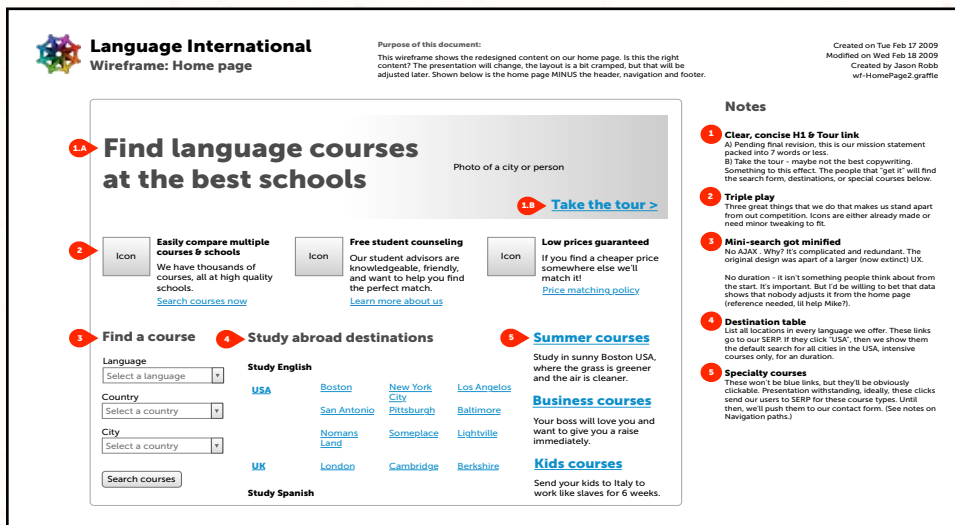 Language International
Wireframe: Home page
Purpose of this document:
This wireframe shows the redesigned content on our home page. Is this the right
content? The presentation will change, the layout is a bit cramped, but that will be
adjusted later. Shown below is the home page MINUS the header, navigation and footer.
Created on Tue Feb 17 2009
Modified on Wed Feb 18 2009
Created by Jason Robb
wf-HomePage2.graffle
1.A
Find language courses
at the best schools
Photo of a city or person
1.B
Take the tour >
2
Icon
Easily compare multiple
courses & schools
We have thousands of
courses, all at high quality
schools.
Search courses now
Icon
Free student counseling
Our student advisors are
knowledgeable, friendly,
and want to help you find
the perfect match.
Learn more about us
Icon
Low prices guaranteed
If you find a cheaper price
somewhere else we'll
match it!
Price matching policy
3
Find a course
Language
Select a language
Country
Select a country
City
Select a country
Search courses
4
Study abroad destinations
Study English
USA
Boston
New York
City
Los Angelos
San Antonio
Pittsburgh
Baltimore
Nomans
Land
Someplace
Lightville
UK
London
Cambridge
Berkshire
Study Spanish
5
Summer courses
Study in sunny Boston USA,
where the grass is greener
and the air is cleaner.
Business courses
Your boss will love you and
want to give you a raise
immediately.
Kids courses
Send your kids to Italy to
work like slaves for 6 weeks.
Notes
1
Clear, concise H1 & Tour link
A) Pending final revision, this is our mission statement
packed into 7 words or less.
B) Take the tour - maybe not the best copywriting.
Something to this effect. The people that "get it" will find
the search form, destinations, or special courses below.
2
Triple play
Three great things that we do that makes us stand apart
from out competition. Icons are either already made or
need minor tweaking to fit.
3
Mini-search got minified
No AJAX . Why? It's complicated and redundant. The
original design was apart of a larger (now extinct) UX.
No duration - it isn't something people think about from
the start. It's important. But I'd be willing to bet that data
shows that nobody adjusts it from the home page
(reference needed, lil help Mike?).
4
Destination table
List all locations in every language we offer. These links
go to our SERP. If they click "USA", then we show them
the default search for all cities in the USA, intensive
courses only, for an duration.
5
Specialty courses
These won't be blue links, but they'll be obviously
clickable. Presentation withstanding, ideally, these clicks
send our users to SERP for these course types. Until
then, we'll push them to our contact form. (See notes on
Navigation paths.)